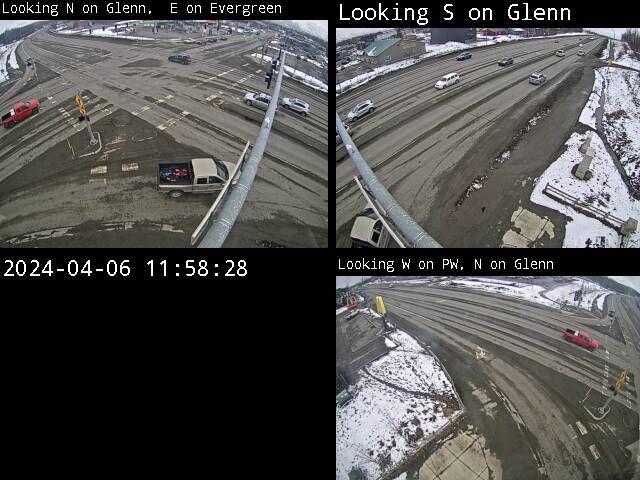 Looking N on Glenn, E on Evergreen
Looking S on Glenn
2024-04-06 11:58:28
Looking W on PW, N on Glenn